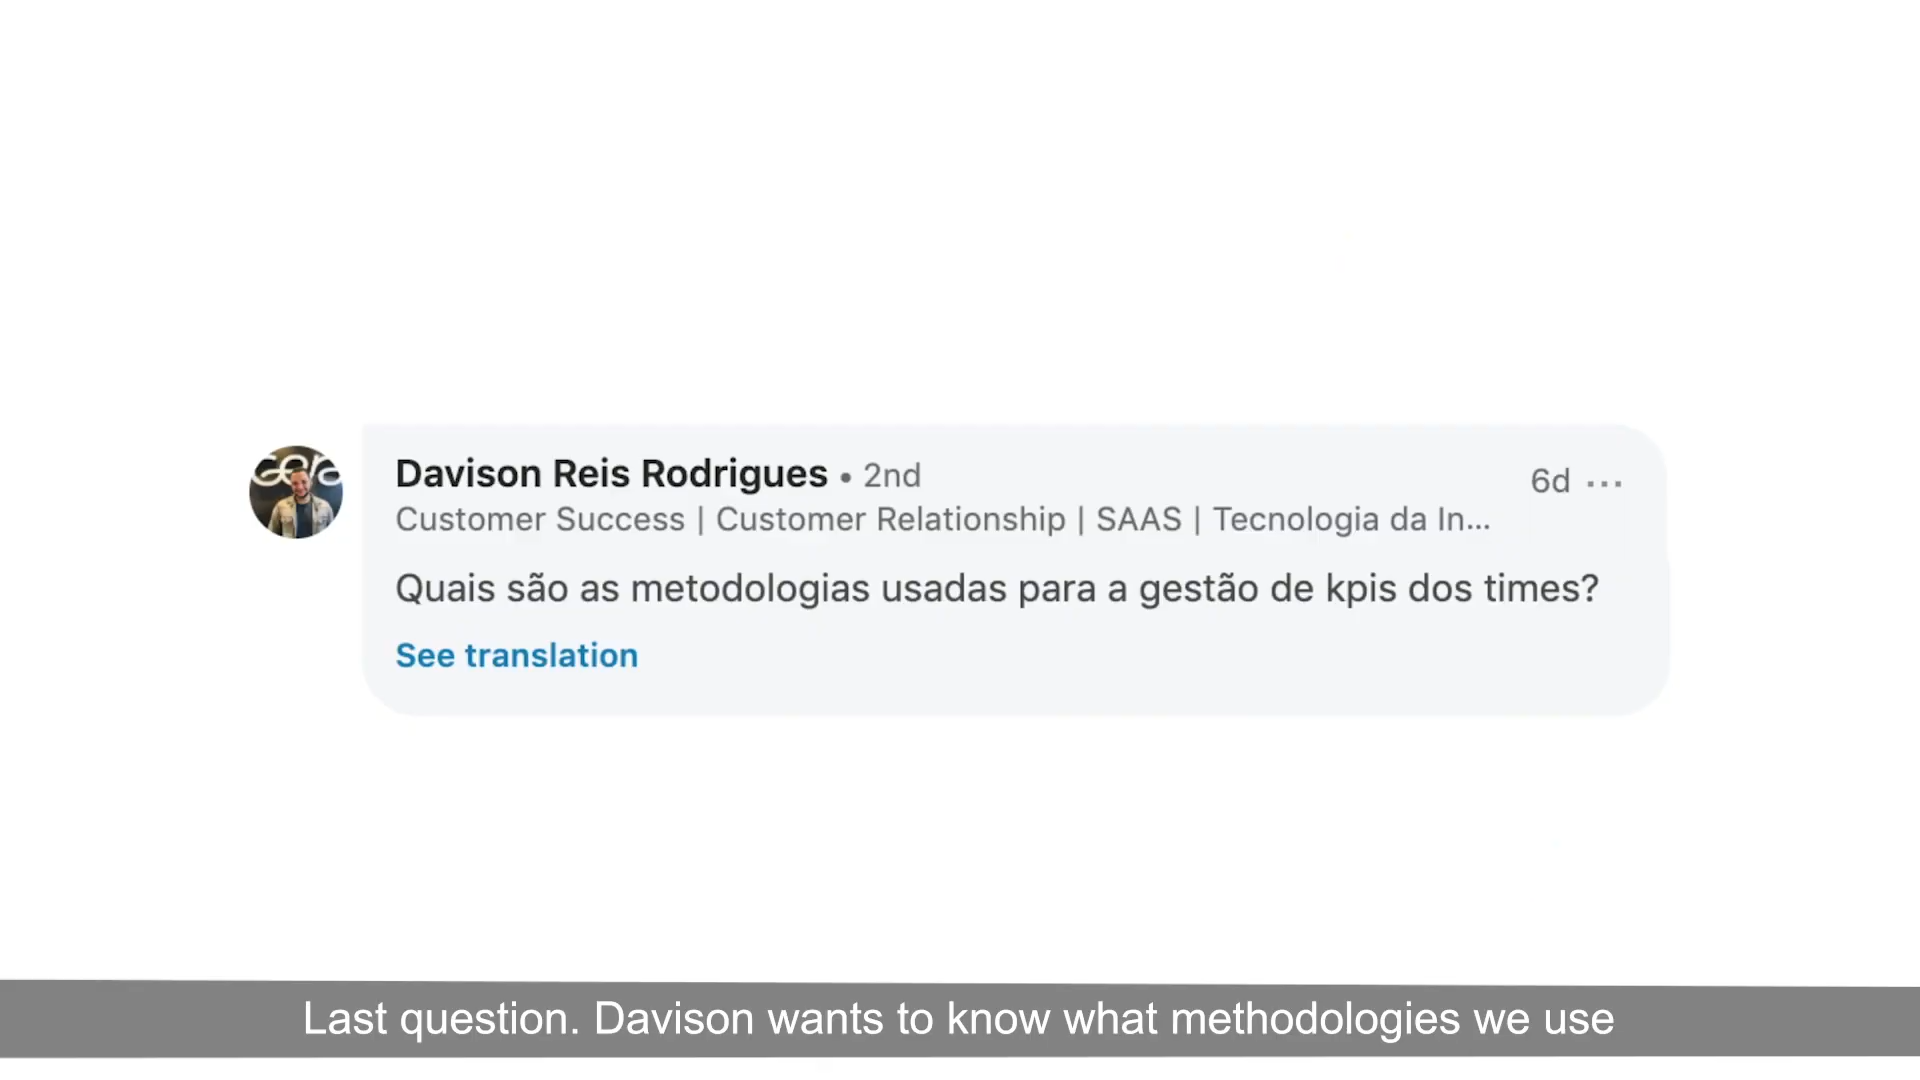 Davison Reis Rodrigues • 2nd
6d ...
Customer Success | Customer Relationship | SAAS | Tecnologia da In...
Quais são as metodologias usadas para a gestão de kpis dos times?
See translation
Last question. Davison wants to know what methodologies we use